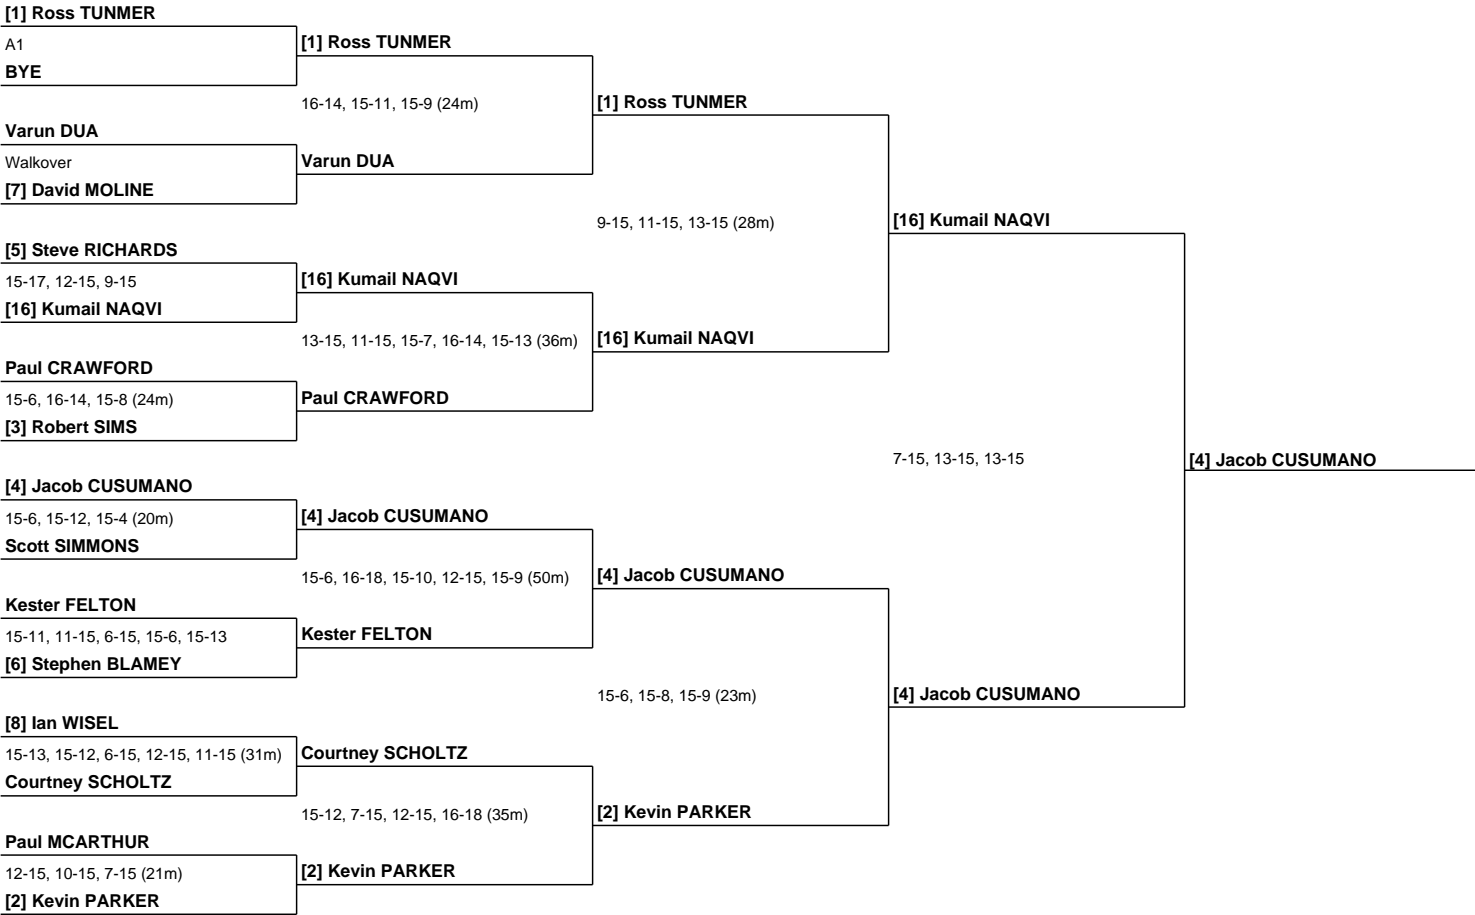 [1] Ross TUNMER
A1
BYE
Varun DUA
Walkover
[7] David MOLINE
[5] Steve RICHARDS
15-17, 12-15, 9-15
[16] Kumail NAQVI
Paul CRAWFORD
15-6, 16-14, 15-8 (24m)
[3] Robert SIMS
[4] Jacob CUSUMANO
15-6, 15-12, 15-4 (20m)
Scott SIMMONS
Kester FELTON
15-11, 11-15, 6-15, 15-6, 15-13
[6] Stephen BLAMEY
[8] Ian WISEL
15-13, 15-12, 6-15, 12-15, 11-15 (31m)
Courtney SCHOLTZ
Paul MCARTHUR
12-15, 10-15, 7-15 (21m)
[2] Kevin PARKER
[1] Ross TUNMER
16-14, 15-11, 15-9 (24m)
Varun DUA
[16] Kumail NAQVI
13-15, 11-15, 15-7, 16-14, 15-13 (36m)
Paul CRAWFORD
[4] Jacob CUSUMANO
15-6, 16-18, 15-10, 12-15, 15-9 (50m)
Kester FELTON
Courtney SCHOLTZ
15-12, 7-15, 12-15, 16-18 (35m)
[2] Kevin PARKER
[1] Ross TUNMER
9-15, 11-15, 13-15 (28m)
[16] Kumail NAQVI
[4] Jacob CUSUMANO
15-6, 15-8, 15-9 (23m)
[2] Kevin PARKER
[16] Kumail NAQVI
7-15, 13-15, 13-15
[4] Jacob CUSUMANO
[4] Jacob CUSUMANO